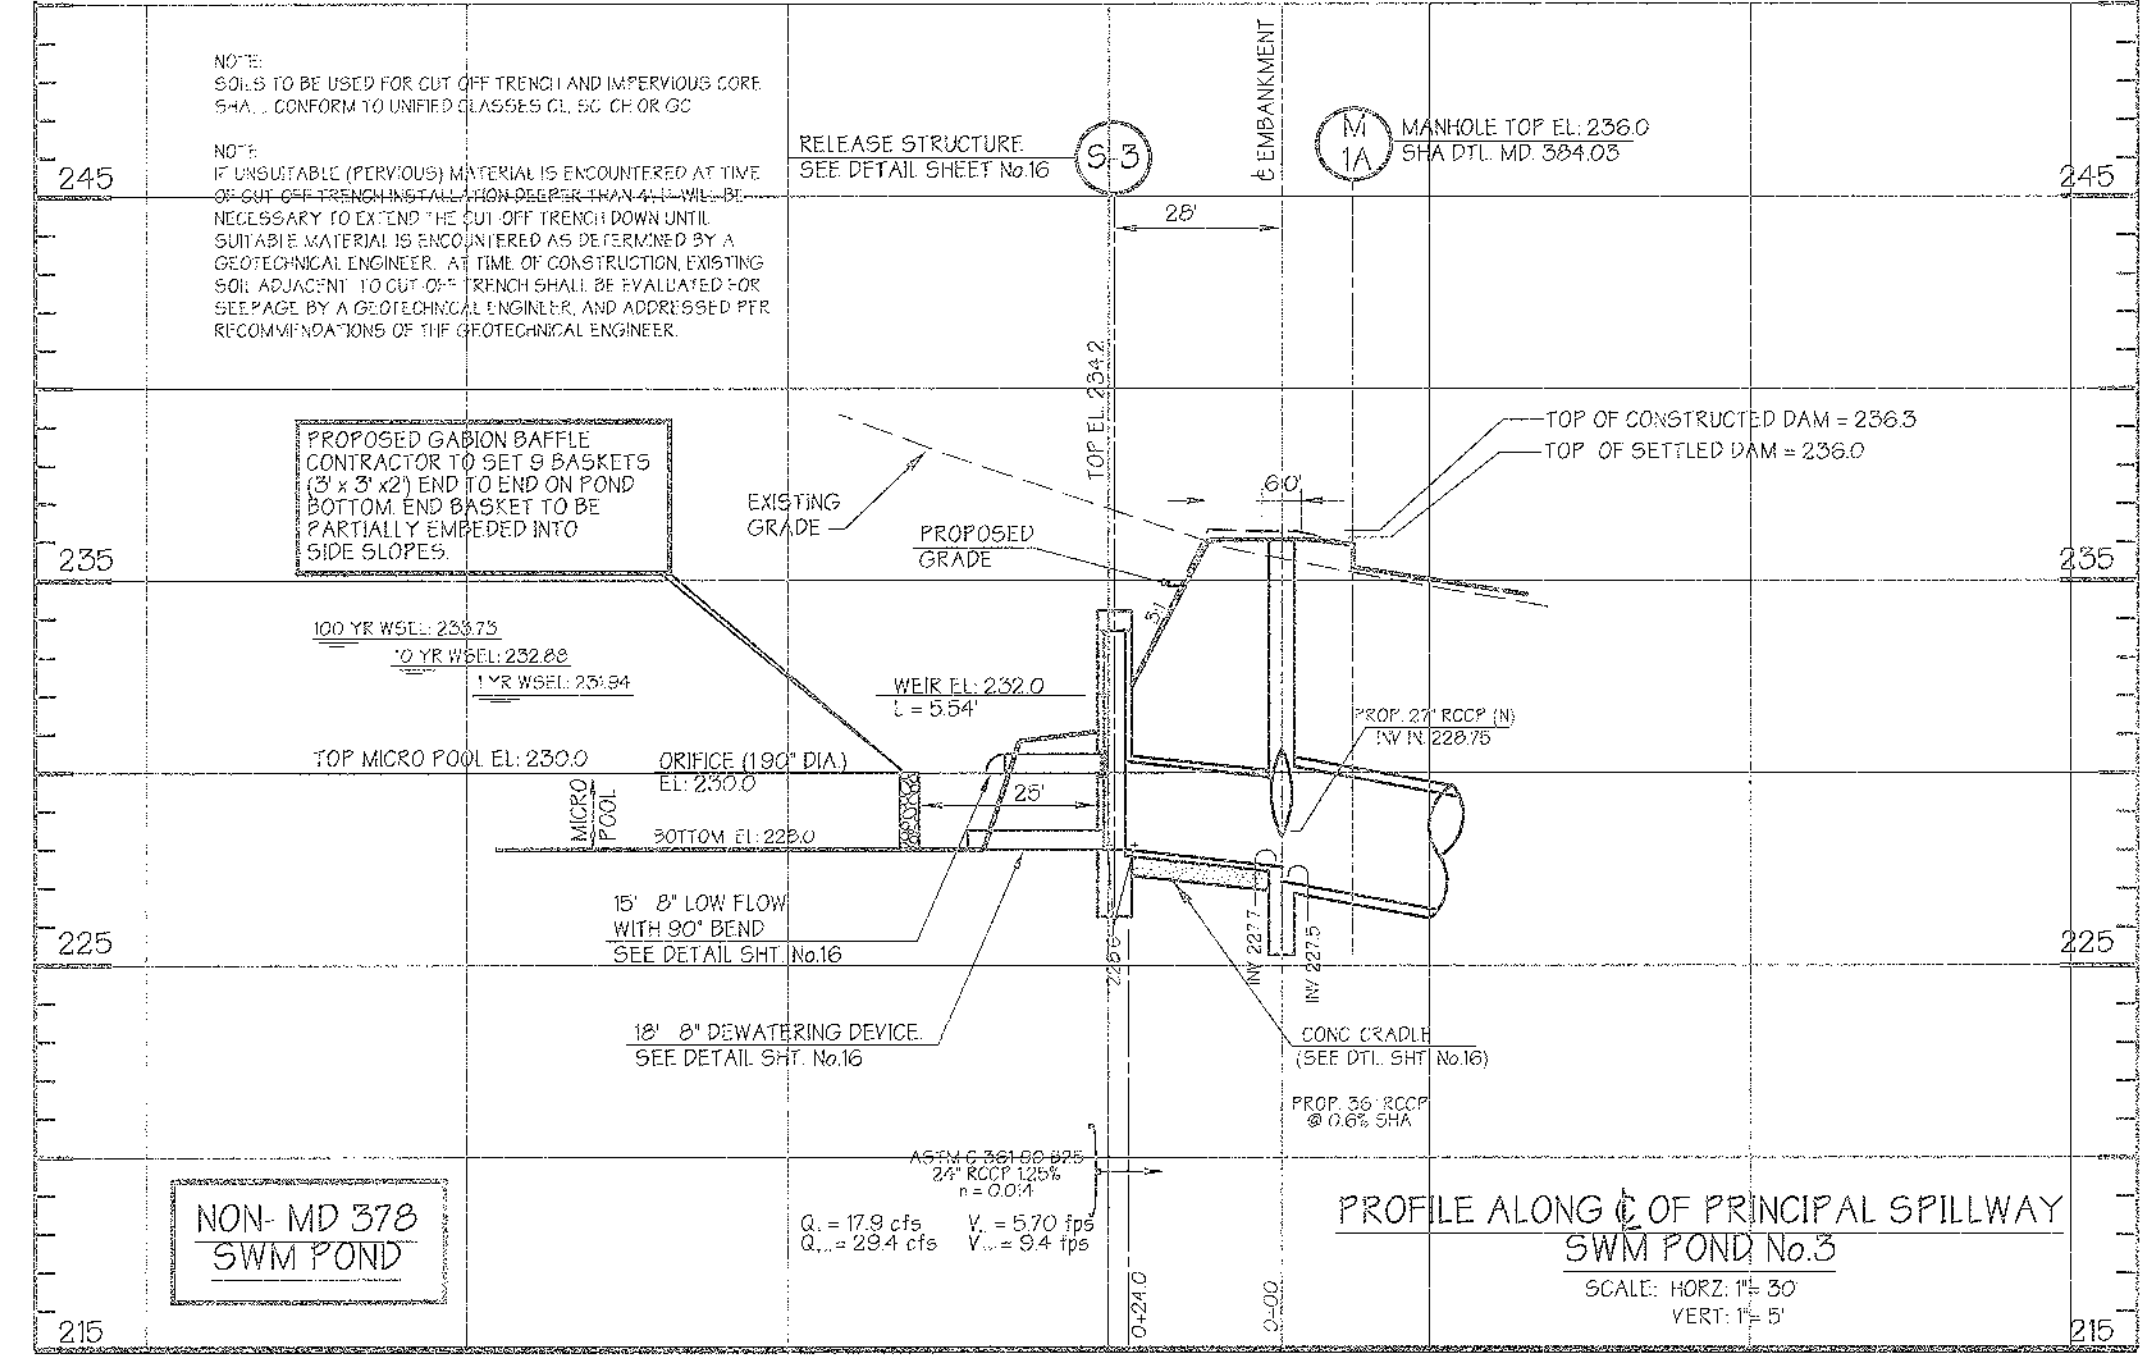 NOTE:
SOILS TO BE USED FOR CUT OFF TRENCH AND IMPERVIOUS CORE
SHALL CONFORM TO UNIFIED CLASSES CL, SC CH OR GC
NOTE:
IF UNSUITABLE (PERVIOUS) MATERIAL IS ENCOUNTERED AT TIME
OF CUT OFF TRENCH INSTALLATION DEEPER THAN 4', IT WILL BE
NECESSARY TO EXTEND THE CUT-OFF TRENCH DOWN UNTIL
SUITABLE MATERIAL IS ENCOUNTERED AS DETERMINED BY A
GEOTECHNICAL ENGINEER. AT TIME OF CONSTRUCTION, EXISTING
SOIL ADJACENT TO CUT-OFF TRENCH SHALL BE EVALUATED FOR
SEEPAGE BY A GEOTECHNICAL ENGINEER, AND ADDRESSED PER
RECOMMENDATIONS OF THE GEOTECHNICAL ENGINEER.
RELEASE STRUCTURE
SEE DETAIL SHEET No.16
S-3
℄ EMBANKMENT
M
1A
MANHOLE TOP EL: 236.0
SHA DTL. MD. 384.03
245
245
28'
TOP EL. 234.2
PROPOSED GABION BAFFLE
CONTRACTOR TO SET 9 BASKETS
(3' x 3' x2') END TO END ON POND
BOTTOM. END BASKET TO BE
PARTIALLY EMBEDED INTO
SIDE SLOPES.
EXISTING
GRADE
PROPOSED
GRADE
6.0'
TOP OF CONSTRUCTED DAM = 236.3
TOP OF SETTLED DAM = 236.0
235
235
3:1
100 YR WSEL: 233.73
10 YR WSEL: 232.88
1 YR WSEL: 231.94
WEIR EL: 232.0
L = 5.54'
PROP. 27" RCCP (N)
INV IN: 228.75
TOP MICRO POOL EL: 230.0
ORIFICE (1.90" DIA.)
EL: 230.0
MICRO
POOL
25'
BOTTOM EL: 228.0
15' 8" LOW FLOW
WITH 90° BEND
SEE DETAIL SHT. No.16
225
225
INV 227.7
INV 227.5
18' 8" DEWATERING DEVICE
SEE DETAIL SHT. No.16
CONC CRADLE
(SEE DTL. SHT No.16)
PROP. 36" RCCP
@ 0.6% SHA
ASTM C 361 B25
24" RCCP 1.25%
n = 0.014
= 17.9 cfs = 5.70 fps
= 29.4 cfs = 9.4 fps
0+24.0
0+00
NON- MD 378
SWM POND
PROFILE ALONG ℄ OF PRINCIPAL SPILLWAY
SWM POND No.3
SCALE: HORZ: 1"= 30'
VERT: 1"= 5'
215
215